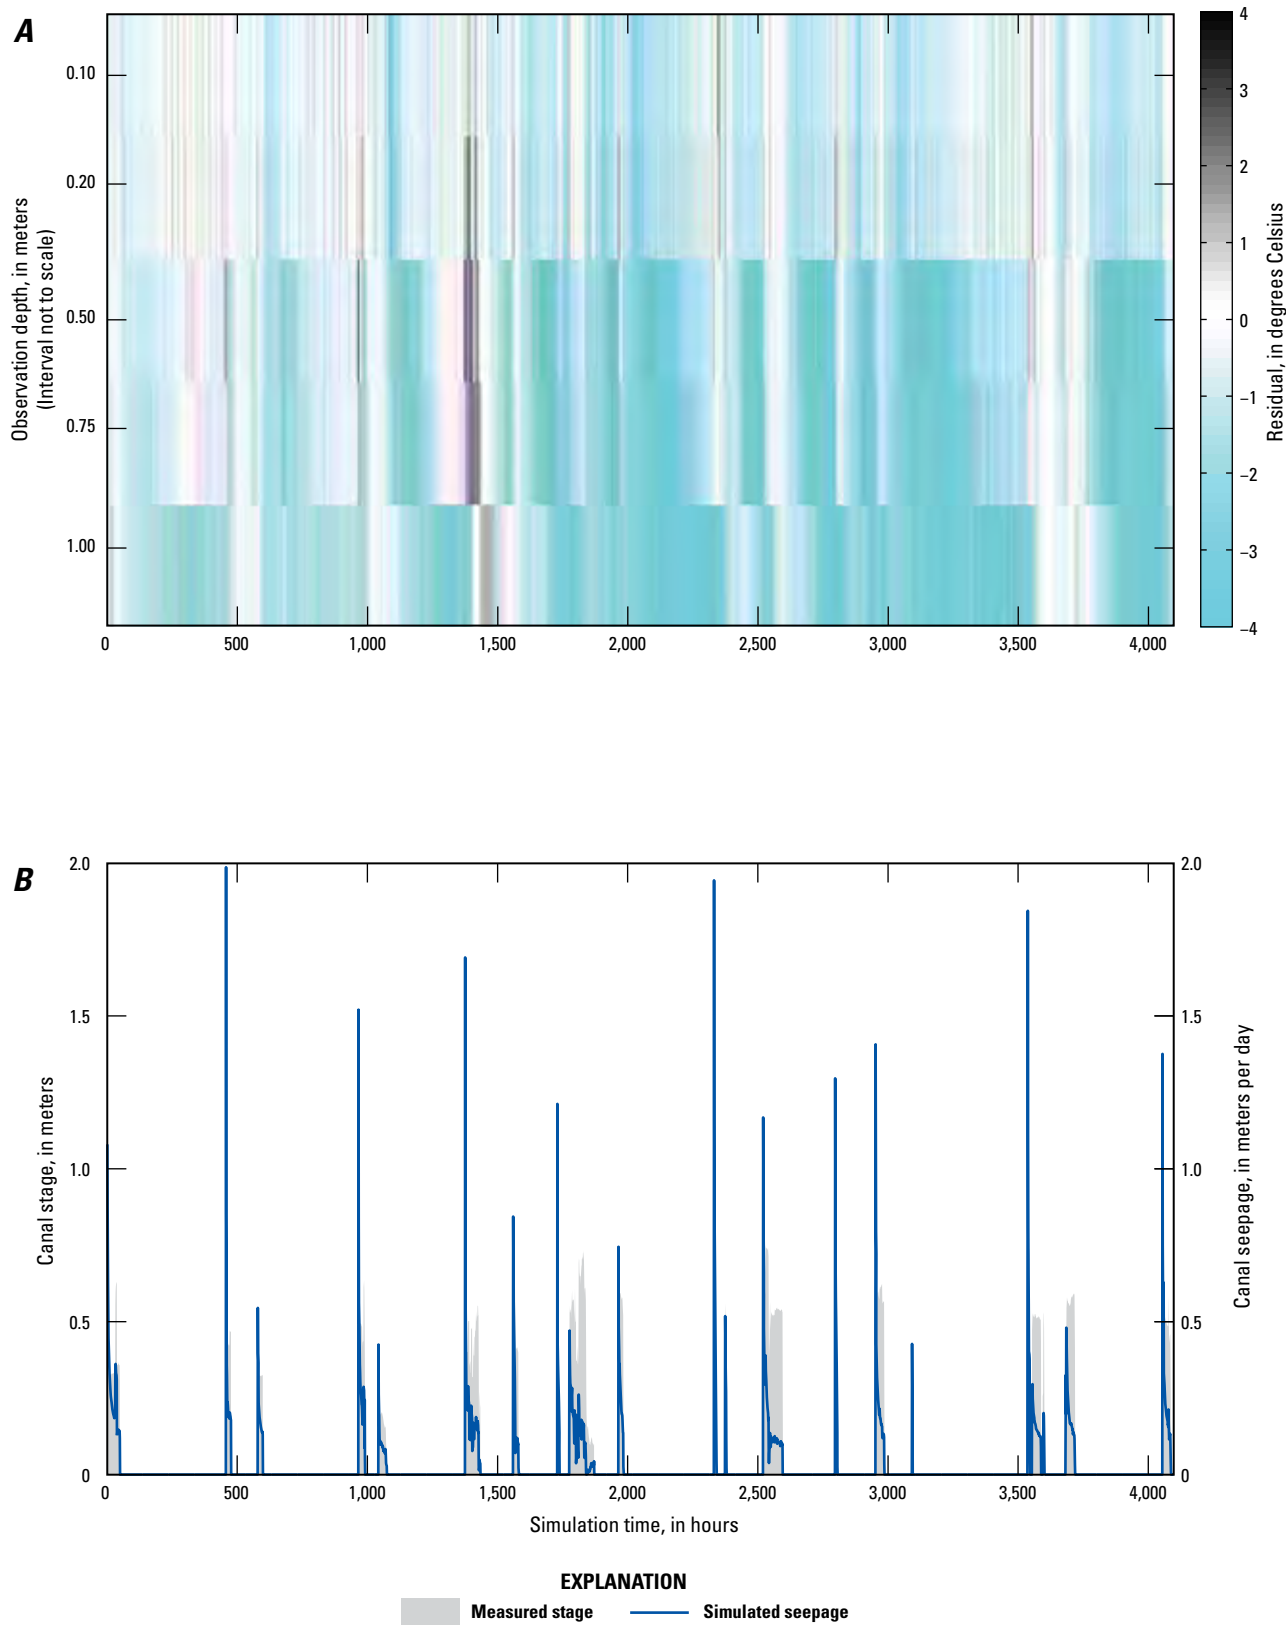 A
0.10
0.20
0.50
0.75
1.00
Observation depth, in meters
(Interval not to scale)
0 500 1,000 1,500 2,000 2,500 3,000 3,500 4,000
4
3
2
1
0
−1
−2
−3
−4
Residual, in degrees Celsius
B
2.0
1.5
1.0
0.5
0
Canal stage, in meters
2.0
1.5
1.0
0.5
0
Canal seepage, in meters per day
0 500 1,000 1,500 2,000 2,500 3,000 3,500 4,000
Simulation time, in hours
EXPLANATION
Measured stage Simulated seepage